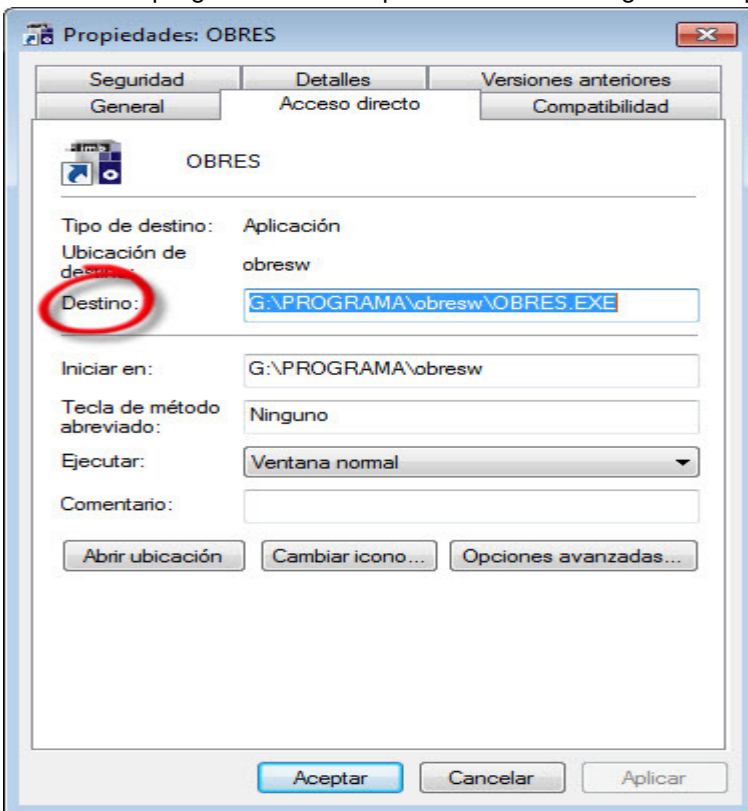 Propiedades: OBRES
Seguridad Detalles Versiones anteriores
General Acceso directo Compatibilidad
OBRES
Tipo de destino: Aplicación
Ubicación de
destino: obresw
Destino: G:\PROGRAMA\obresw\OBRES.EXE
Iniciar en: G:\PROGRAMA\obresw
Tecla de método
abreviado: Ninguno
Ejecutar: Ventana normal
Comentario:
Abrir ubicación Cambiar icono... Opciones avanzadas...
Aceptar Cancelar Aplicar